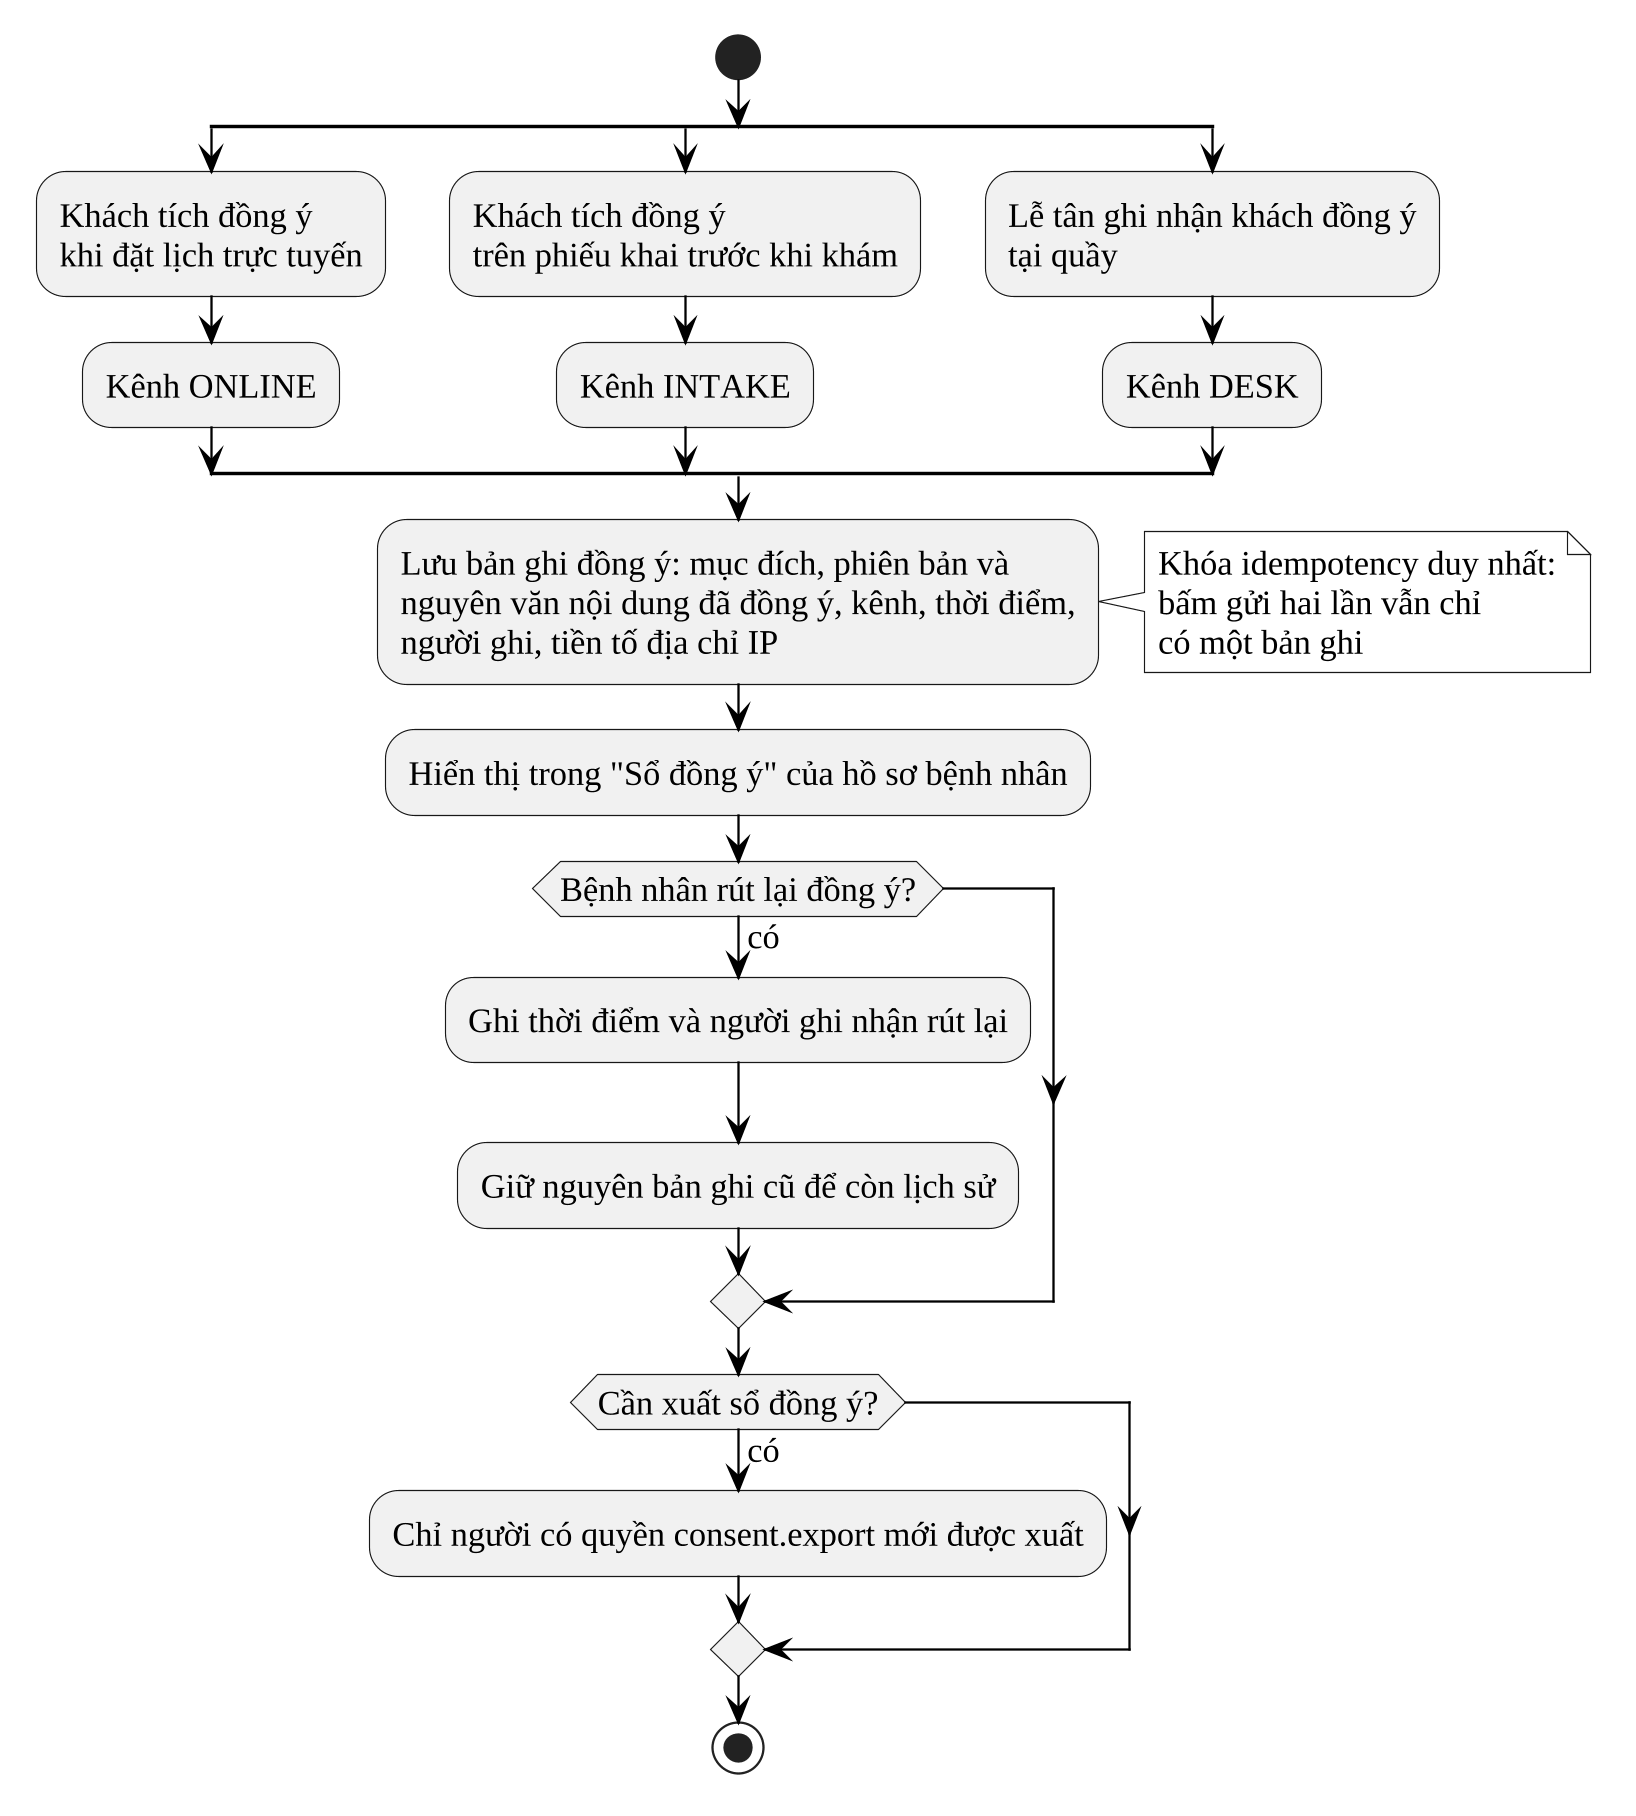 Khách tích đồng ý
khi đặt lịch trực tuyến
Khách tích đồng ý
trên phiếu khai trước khi khám
Lễ tân ghi nhận khách đồng ý
tại quầy
Kênh ONLINE
Kênh INTAKE
Kênh DESK
Lưu bản ghi đồng ý: mục đích, phiên bản và
nguyên văn nội dung đã đồng ý, kênh, thời điểm,
người ghi, tiền tố địa chỉ IP
Khóa idempotency duy nhất:
bấm gửi hai lần vẫn chỉ
có một bản ghi
Hiển thị trong "Sổ đồng ý" của hồ sơ bệnh nhân
Bệnh nhân rút lại đồng ý?
có
Ghi thời điểm và người ghi nhận rút lại
Giữ nguyên bản ghi cũ để còn lịch sử
Cần xuất sổ đồng ý?
có
Chỉ người có quyền consent.export mới được xuất